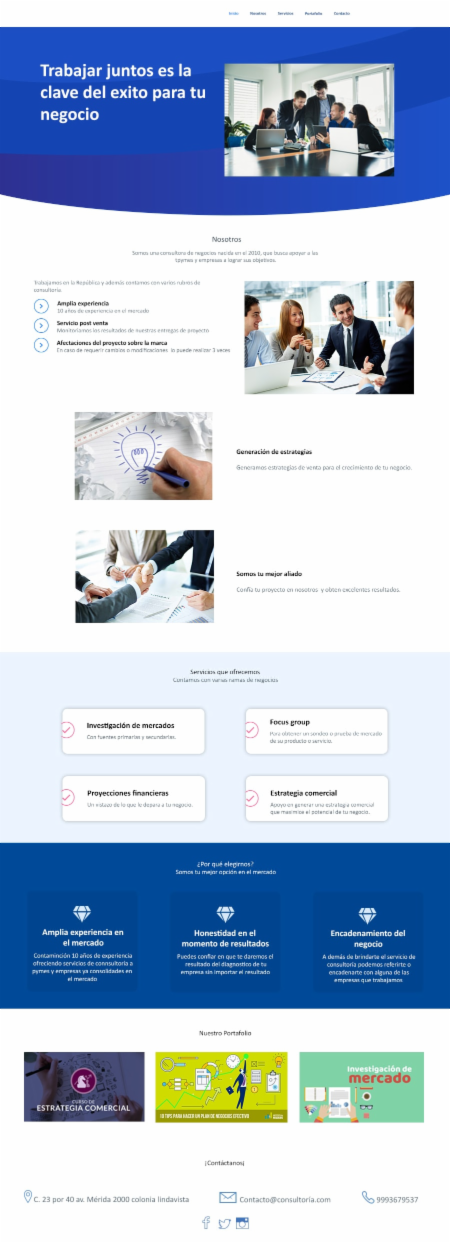 Inicio Nosotros Servicios Portafolio Contacto
Trabajar juntos es la
clave del exito para tu
negocio
Nosotros
Somos una consultora de negocios nacida en el 2010, que busca apoyar a las
tpymes y empresas a lograr sus objetivos.
Trabajamos en la República y además contamos con varios rubros de
consultoría.
Amplia experiencia
10 años de experiencia en el mercado
Servicio post venta
Monitoriamos los resultados de nuestras entregas de proyecto
Afectaciones del proyecto sobre la marca
En caso de requerir cambios o modificaciones lo puede realizar 3 veces
Generación de estrategias
Generamos estrategias de venta para el crecimiento de tu negocio.
Somos tu mejor aliado
Confía tu proyecto en nosotros y obten excelentes resultados.
Servicios que ofrecemos
Contamos con varias ramas de negocios
Investigación de mercados
Con fuentes primarias y secundarias.
Focus group
Para obtener un sondeo o prueba de mercado
de su producto o servicio.
Proyecciones financieras
Un vistazo de lo que le depara a tu negocio.
Estrategia comercial
Apoyo en generar una estrategia comercial
que maximise el potencial de tu negocio.
¿Por qué elegirnos?
Somos tu mejor opción en el mercado
Amplia experiencia en
el mercado
Contaminción 10 años de experiencia
ofreciendo servicios de connsultoría a
pymes y empresas ya consolidades en
el mercado
Honestidad en el
momento de resultados
Puedes confiar en que te daremos el
resultado del diagnostico de tu
empresa sin importar el resultado
Encadenamiento del
negocio
A demás de brindarte el servicio de
consultoría podemos referirte o
encadenarte con alguna de las
empresas que trabajamos
Nuestro Portafolio
CURSO DE
ESTRATEGIA COMERCIAL
10 TIPS PARA HACER UN PLAN DE NEGOCIOS EFECTIVO
Investigación de
mercado
¡Contáctanos¡
C. 23 por 40 av. Mérida 2000 colonia lindavista
Contacto@consultoria.com
9993679537